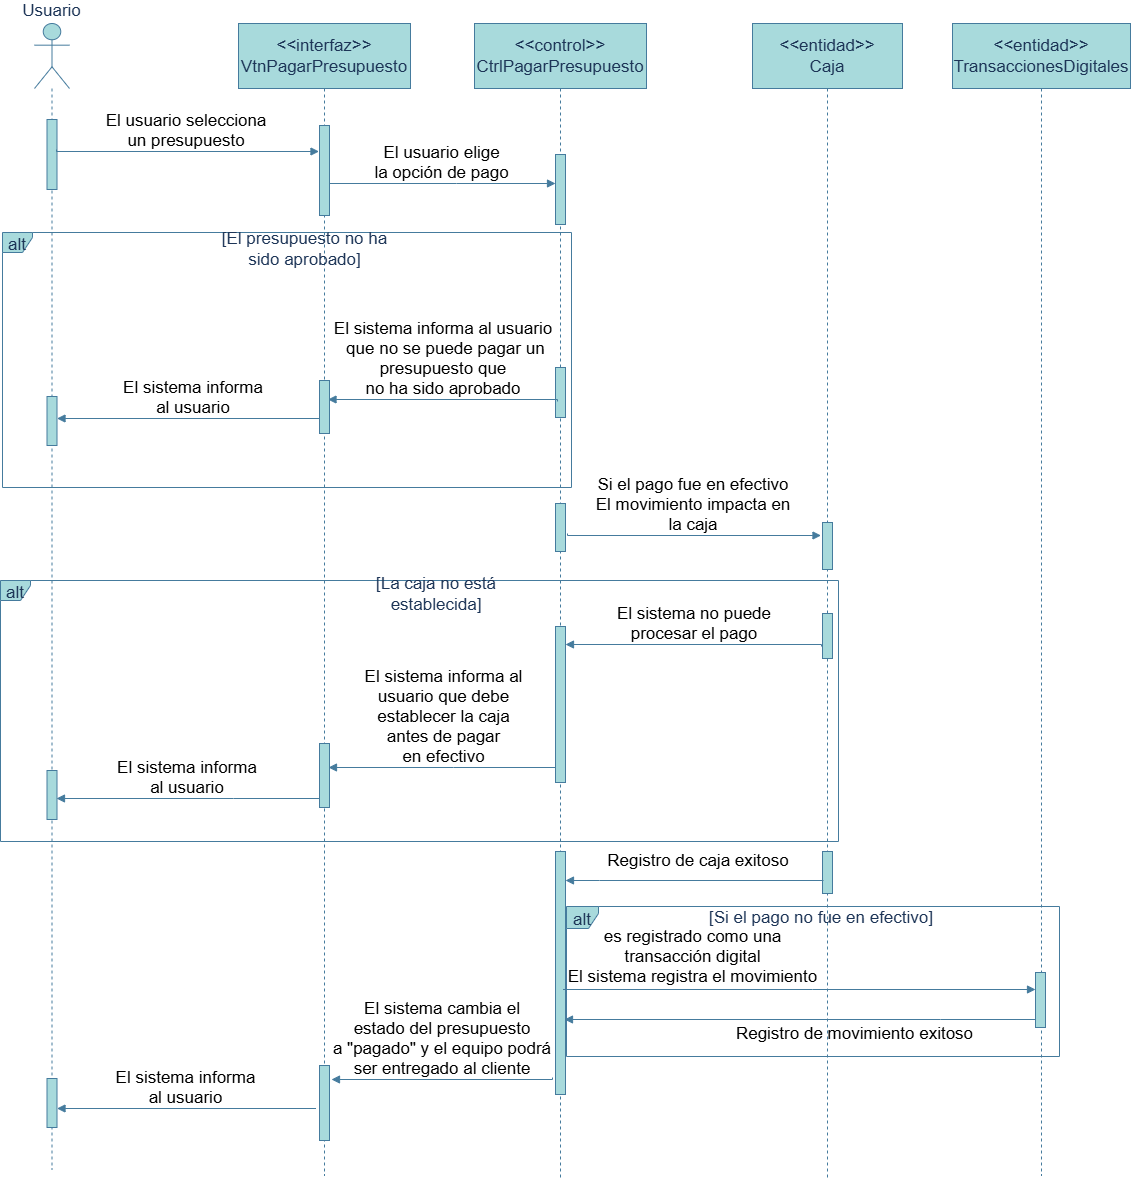 Usuario
<<interfaz>>
VtnPagarPresupuesto
<<control>>
CtrlPagarPresupuesto
<<entidad>>
Caja
<<entidad>>
TransaccionesDigitales
El usuario selecciona
un presupuesto
El usuario elige
la opción de pago
alt
[El presupuesto no ha
sido aprobado]
El sistema informa al usuario
que no se puede pagar un
presupuesto que
no ha sido aprobado
El sistema informa
al usuario
Si el pago fue en efectivo
El movimiento impacta en
la caja
alt
[La caja no está
establecida]
El sistema no puede
procesar el pago
El sistema informa al
usuario que debe
establecer la caja
antes de pagar
en efectivo
El sistema informa
al usuario
Registro de caja exitoso
alt
[Si el pago no fue en efectivo]
es registrado como una
transacción digital
El sistema registra el movimiento
Registro de movimiento exitoso
El sistema cambia el
estado del presupuesto
a "pagado" y el equipo podrá
ser entregado al cliente
El sistema informa
al usuario